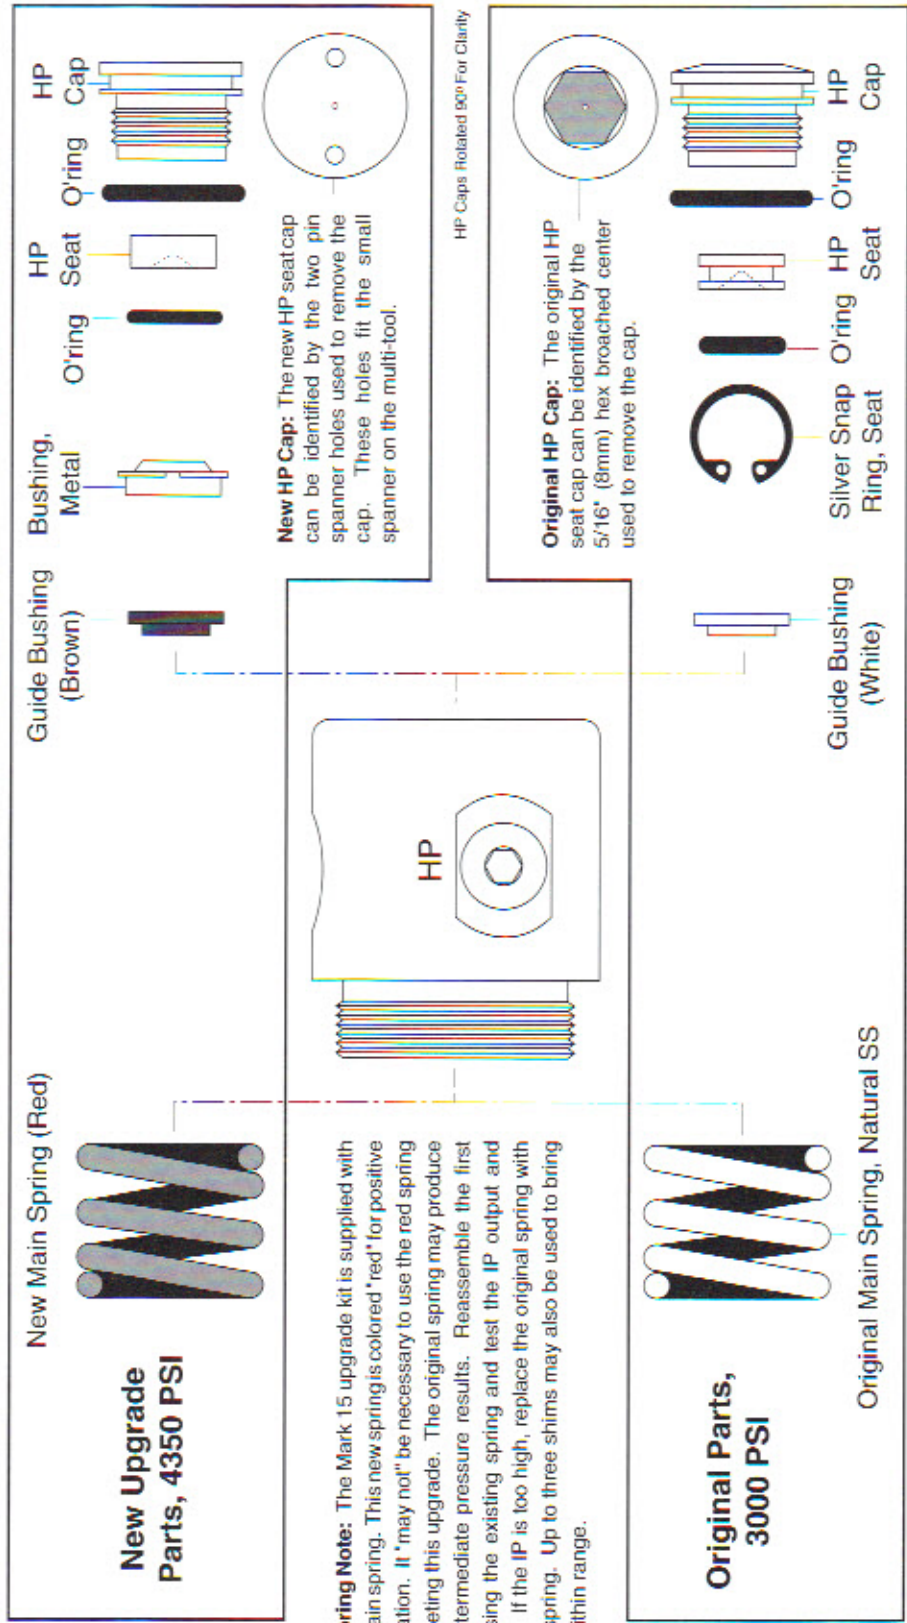 New Upgrade
Parts, 4350 PSI
New Main Spring (Red)
Guide Bushing
(Brown)
Bushing,
Metal
O'ring
HP
Seat
O'ring
HP
Cap
New HP Cap: The new HP seat cap
can be identified by the two pin
spanner holes used to remove the
cap. These holes fit the small
spanner on the multi-tool.
HP Caps Rotated 90º For Clarity
HP
ring Note: The Mark 15 upgrade kit is supplied with
ain spring. This new spring is colored "red" for positive
ation. It "may not" be necessary to use the red spring
eting this upgrade. The original spring may produce
termediate pressure results. Reassemble the first
sing the existing spring and test the IP output and
If the IP is too high, replace the original spring with
spring. Up to three shims may also be used to bring
ithin range.
Original HP Cap: The original HP
seat cap can be identified by the
5/16" (8mm) hex broached center
used to remove the cap.
Original Parts,
3000 PSI
Original Main Spring, Natural SS
Guide Bushing
(White)
Silver Snap
Ring, Seat
O'ring
HP
Seat
O'ring
HP
Cap